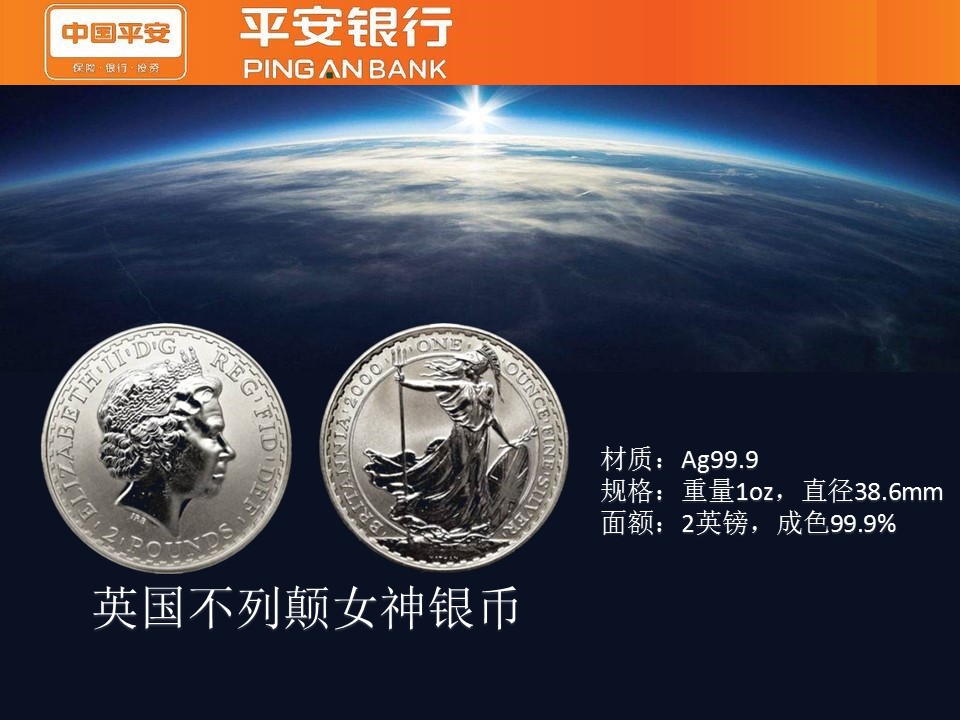 中国平安
保险·银行·投资
平安银行
PING AN BANK
ELIZABETH·II·D·G REG·FID·DEF
2·POUNDS
IRB
BRITANNIA·2000 ONE OUNCE·FINE·SILVER
材质：Ag99.9
规格：重量1oz，直径38.6mm
面额：2英镑，成色99.9%
英国不列颠女神银币